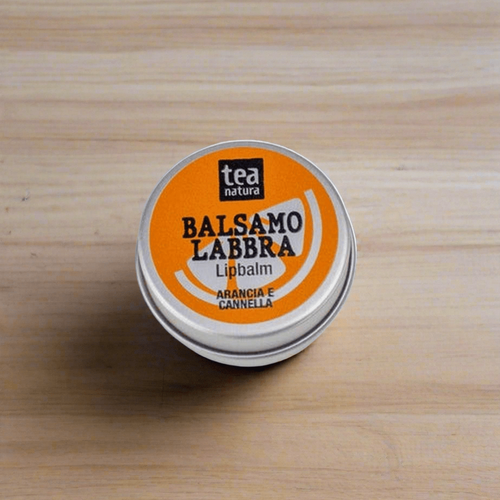 tea
natura
BALSAMO
LABBRA
Lipbalm
ARANCIA E
CANNELLA